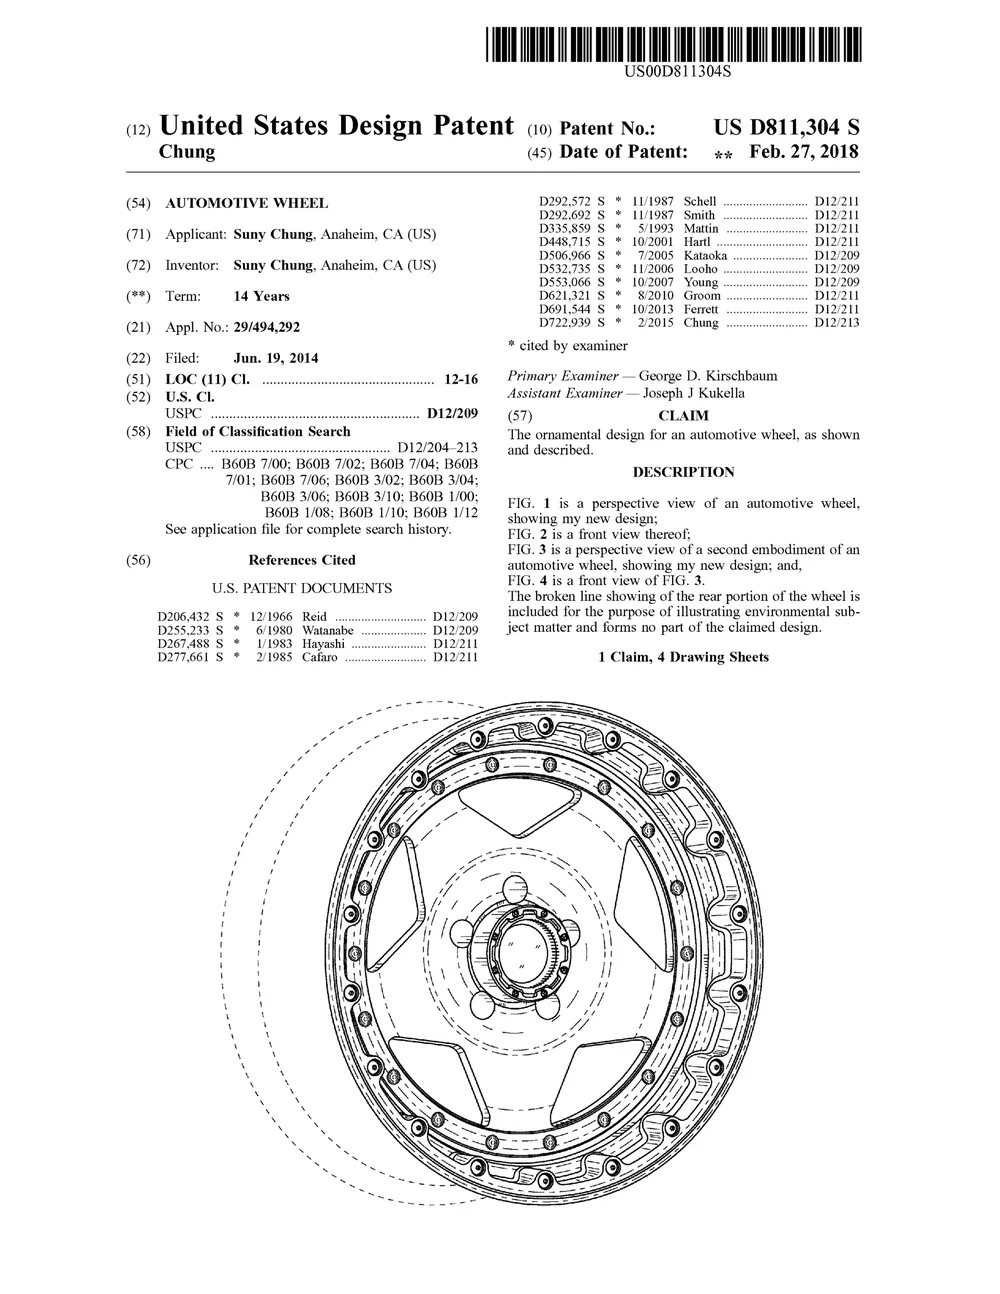 US00D811304S
(12) United States Design Patent
Chung
(10) Patent No.: US D811,304 S
(45) Date of Patent: ** Feb. 27, 2018
(54) AUTOMOTIVE WHEEL
(71) Applicant: Suny Chung, Anaheim, CA (US)
(72) Inventor: Suny Chung, Anaheim, CA (US)
(**) Term: 14 Years
(21) Appl. No.: 29/494,292
(22) Filed: Jun. 19, 2014
(51) LOC (11) Cl. ............................................... 12-16
(52) U.S. Cl.
USPC ......................................................... D12/209
(58) Field of Classification Search
USPC ................................................. D12/204–213
CPC .... B60B 7/00; B60B 7/02; B60B 7/04; B60B
7/01; B60B 7/06; B60B 3/02; B60B 3/04;
B60B 3/06; B60B 3/10; B60B 1/00;
B60B 1/08; B60B 1/10; B60B 1/12
See application file for complete search history.
(56) References Cited
U.S. PATENT DOCUMENTS
D206,432 S * 12/1966 Reid ............................ D12/209
D255,233 S * 6/1980 Watanabe .................... D12/209
D267,488 S * 1/1983 Hayashi ....................... D12/211
D277,661 S * 2/1985 Cafaro ......................... D12/211
D292,572 S * 11/1987 Schell .......................... D12/211
D292,692 S * 11/1987 Smith .......................... D12/211
D335,859 S * 5/1993 Mattin ......................... D12/211
D448,715 S * 10/2001 Hartl ............................ D12/211
D506,966 S * 7/2005 Kataoka ....................... D12/209
D532,735 S * 11/2006 Looho .......................... D12/209
D553,066 S * 10/2007 Young .......................... D12/209
D621,321 S * 8/2010 Groom ......................... D12/211
D691,544 S * 10/2013 Ferrett ......................... D12/211
D722,939 S * 2/2015 Chung ......................... D12/213
* cited by examiner
Primary Examiner — George D. Kirschbaum
Assistant Examiner — Joseph J Kukella
(57) CLAIM
The ornamental design for an automotive wheel, as shown
and described.
DESCRIPTION
FIG. 1 is a perspective view of an automotive wheel,
showing my new design;
FIG. 2 is a front view thereof;
FIG. 3 is a perspective view of a second embodiment of an
automotive wheel, showing my new design; and,
FIG. 4 is a front view of FIG. 3.
The broken line showing of the rear portion of the wheel is
included for the purpose of illustrating environmental sub-
ject matter and forms no part of the claimed design.
1 Claim, 4 Drawing Sheets